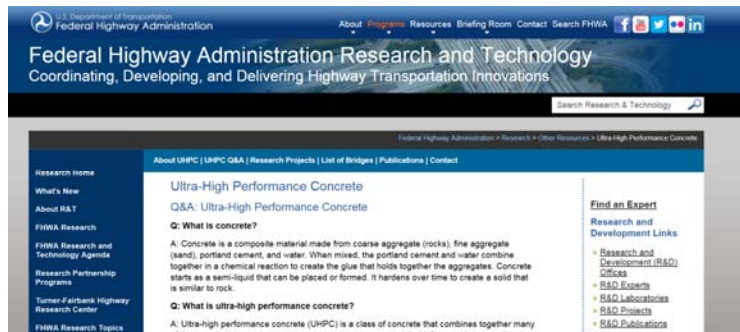 U.S. Department of Transportation
Federal Highway Administration
About Programs Resources Briefing Room Contact Search FHWA
Federal Highway Administration Research and Technology
Coordinating, Developing, and Delivering Highway Transportation Innovations
Search Research & Technology
Federal Highway Administration > Research > Other Resources > Ultra-High Performance Concrete
About UHPC | UHPC Q&A | Research Projects | List of Bridges | Publications | Contact
Research Home
What's New
About R&T
FHWA Research
FHWA Research and
Technology Agenda
Research Partnership
Programs
Turner-Fairbank Highway
Research Center
FHWA Research Topics
Ultra-High Performance Concrete
Q&A: Ultra-High Performance Concrete
Q: What is concrete?
A: Concrete is a composite material made from coarse aggregate (rocks), fine aggregate
(sand), portland cement, and water. When mixed, the portland cement and water combine
together in a chemical reaction to create the glue that holds together the aggregates. Concrete
starts as a semi-liquid that can be placed or formed. It hardens over time to create a solid that
is similar to rock.
Q: What is ultra-high performance concrete?
A: Ultra-high performance concrete (UHPC) is a class of concrete that combines together many
Find an Expert
Research and
Development Links
» Research and
Development (R&D)
Offices
» R&D Experts
» R&D Laboratories
» R&D Projects
» R&D Publications